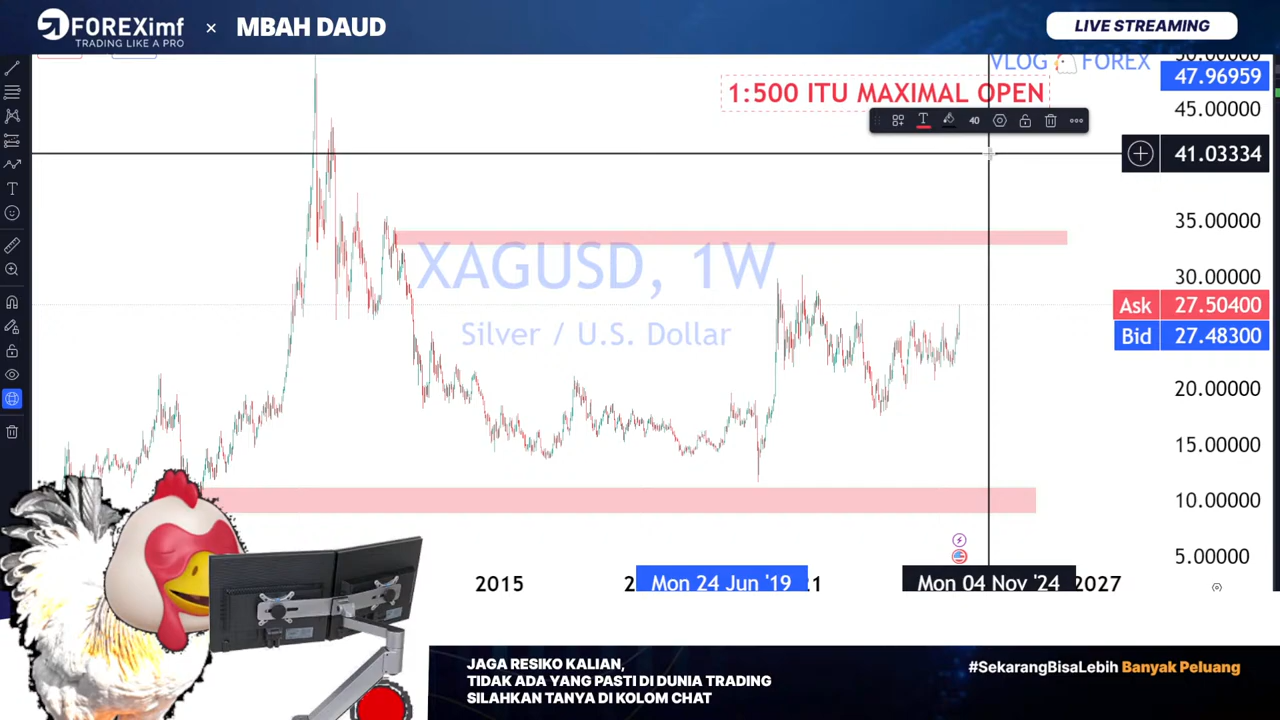 FOREXimf
TRADING LIKE A PRO
×
MBAH DAUD
LIVE STREAMING
VLOG FOREX
47.96959
1:500 ITU MAXIMAL OPEN
45.00000
T
40
41.03334
35.00000
XAGUSD, 1W
30.00000
Silver / U.S. Dollar
Ask 27.50400
Bid 27.48300
20.00000
15.00000
10.00000
5.00000
2015
Mon 24 Jun '19
Mon 04 Nov '24
2027
JAGA RESIKO KALIAN,
TIDAK ADA YANG PASTI DI DUNIA TRADING
SILAHKAN TANYA DI KOLOM CHAT
#SekarangBisaLebih Banyak Peluang